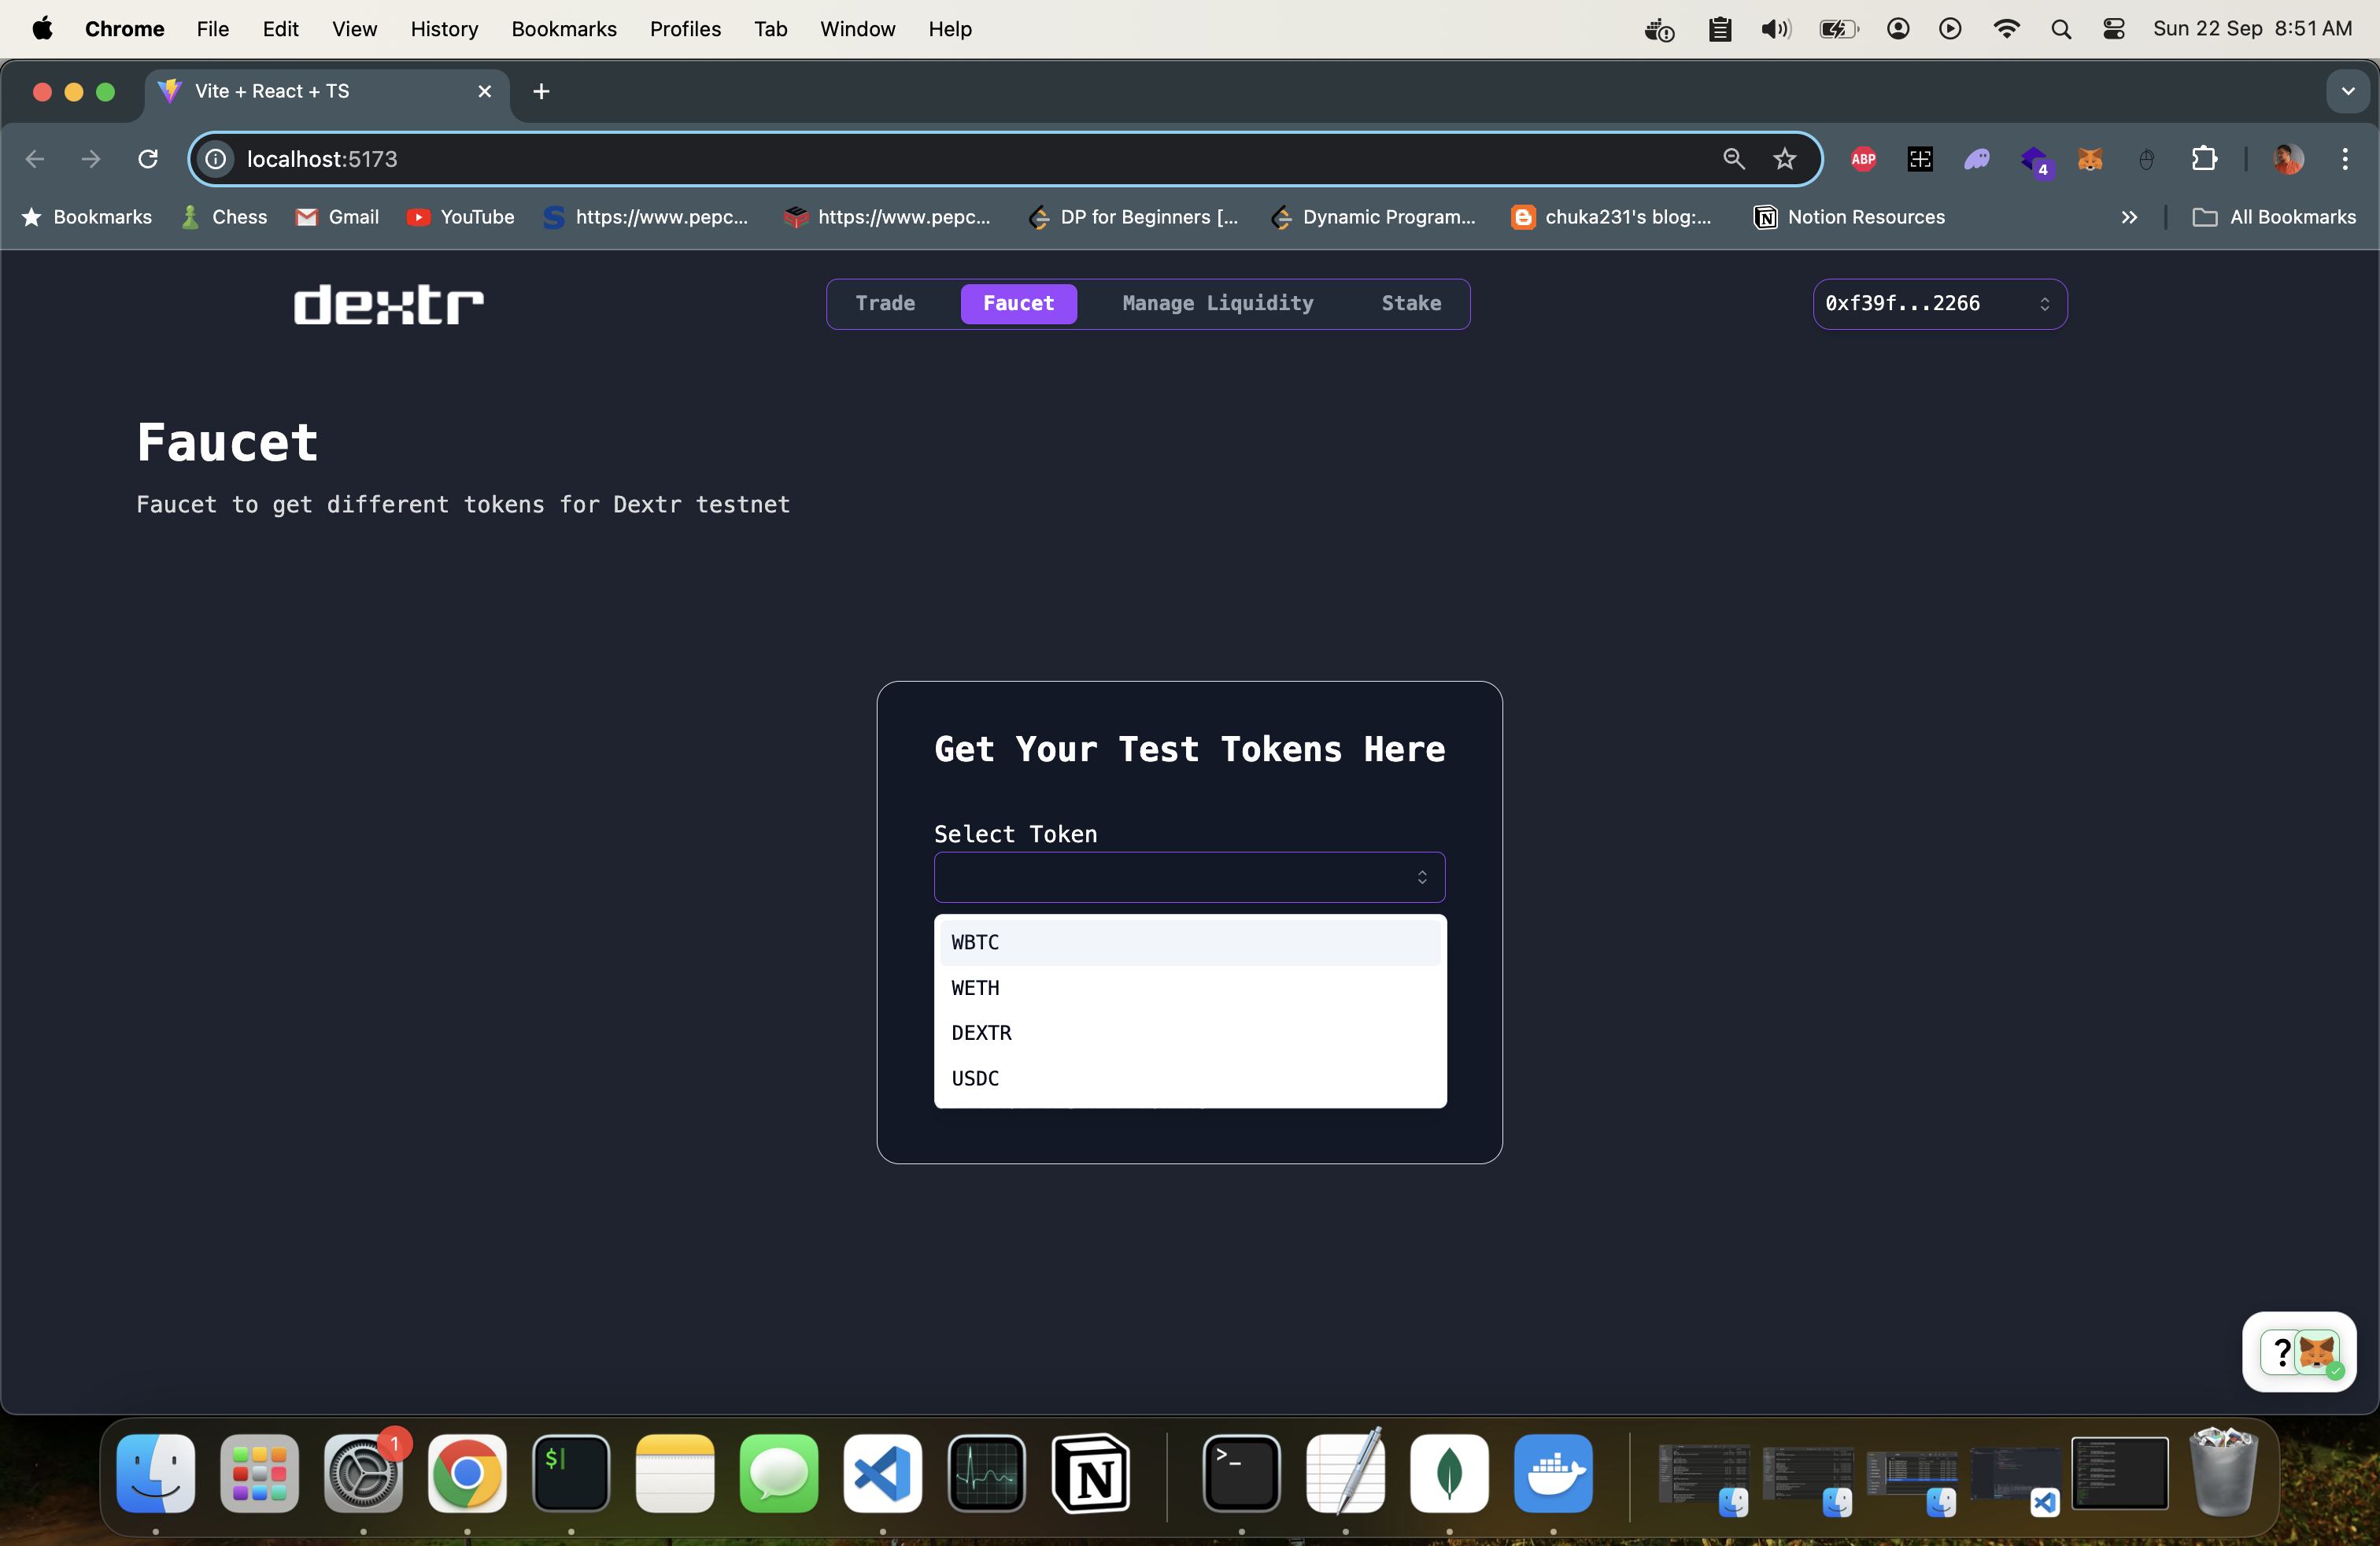 Chrome File Edit View History Bookmarks Profiles Tab Window Help Sun 22 Sep 8:51 AM
Vite + React + TS
localhost:5173 ABP 4
Bookmarks Chess Gmail YouTube https://www.pepc... https://www.pepc... DP for Beginners [... Dynamic Program... chuka231's blog:... Notion Resources All Bookmarks
dextr Trade Faucet Manage Liquidity Stake 0xf39f...2266
Faucet
Faucet to get different tokens for Dextr testnet
Get Your Test Tokens Here
Select Token
WBTC
WETH
DEXTR
USDC
?
1